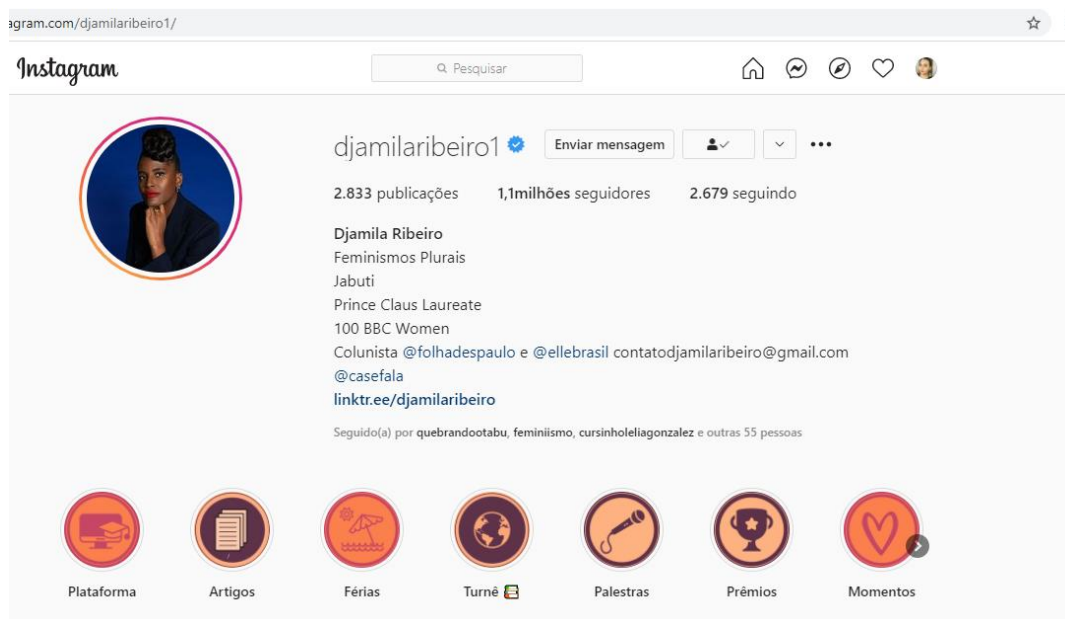 agram.com/djamilaribeiro1/
Instagram
Pesquisar
djamilaribeiro1 Enviar mensagem
2.833 publicações 1,1milhões seguidores 2.679 seguindo
Djamila Ribeiro
Feminismos Plurais
Jabuti
Prince Claus Laureate
100 BBC Women
Colunista @folhadespaulo e @ellebrasil contatodjamilaribeiro@gmail.com
@casefala
linktr.ee/djamilaribeiro
Seguido(a) por quebrandootabu, feminiismo, cursinholeliagonzalez e outras 55 pessoas
Plataforma Artigos Férias Turnê Palestras Prêmios Momentos